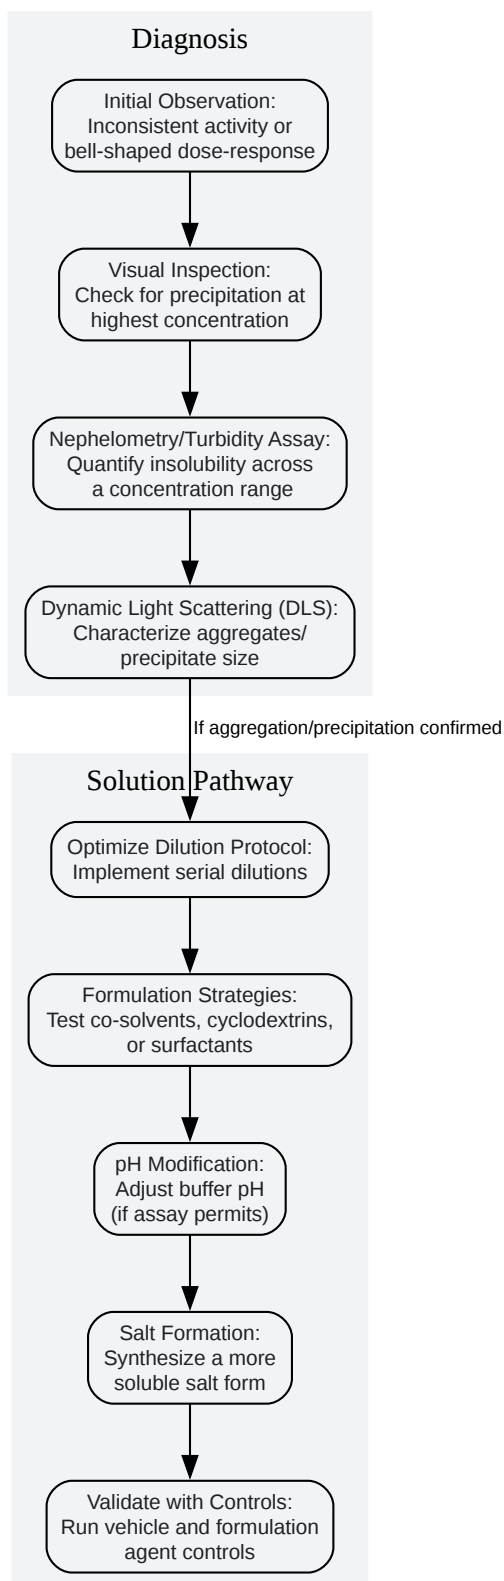 Diagnosis
Initial Observation:
Inconsistent activity or
bell-shaped dose-response
Visual Inspection:
Check for precipitation at
highest concentration
Nephelometry/Turbidity Assay:
Quantify insolubility across
a concentration range
Dynamic Light Scattering (DLS):
Characterize aggregates/
precipitate size
If aggregation/precipitation confirmed
Solution Pathway
Optimize Dilution Protocol:
Implement serial dilutions
Formulation Strategies:
Test co-solvents, cyclodextrins,
or surfactants
pH Modification:
Adjust buffer pH
(if assay permits)
Salt Formation:
Synthesize a more
soluble salt form
Validate with Controls:
Run vehicle and formulation
agent controls